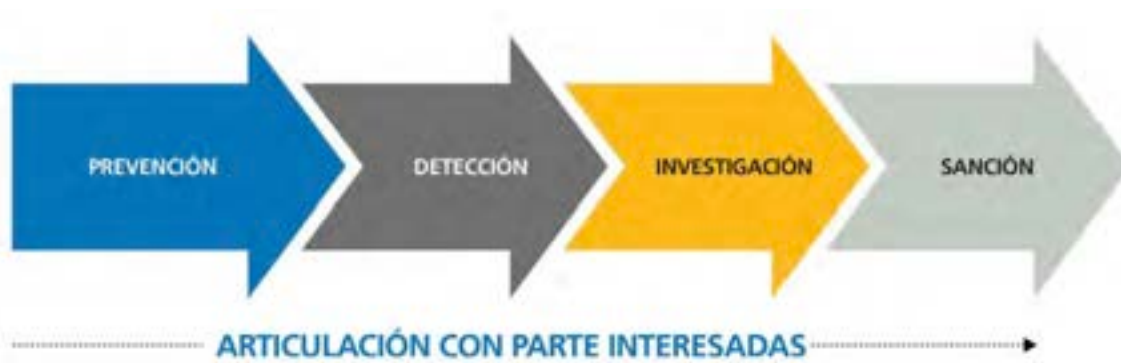 PREVENCIÓN
DETECCIÓN
INVESTIGACIÓN
SANCIÓN
ARTICULACIÓN CON PARTE INTERESADAS